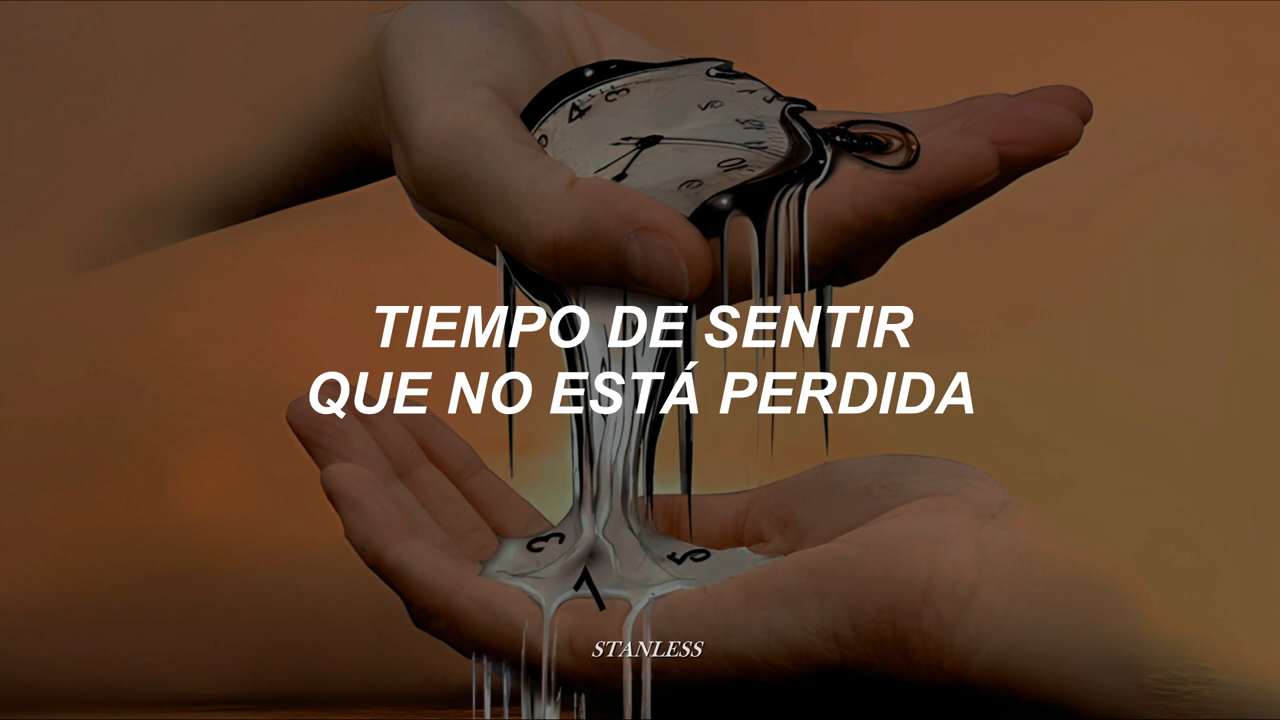 TIEMPO DE SENTIR
QUE NO ESTÁ PERDIDA
STANLESS